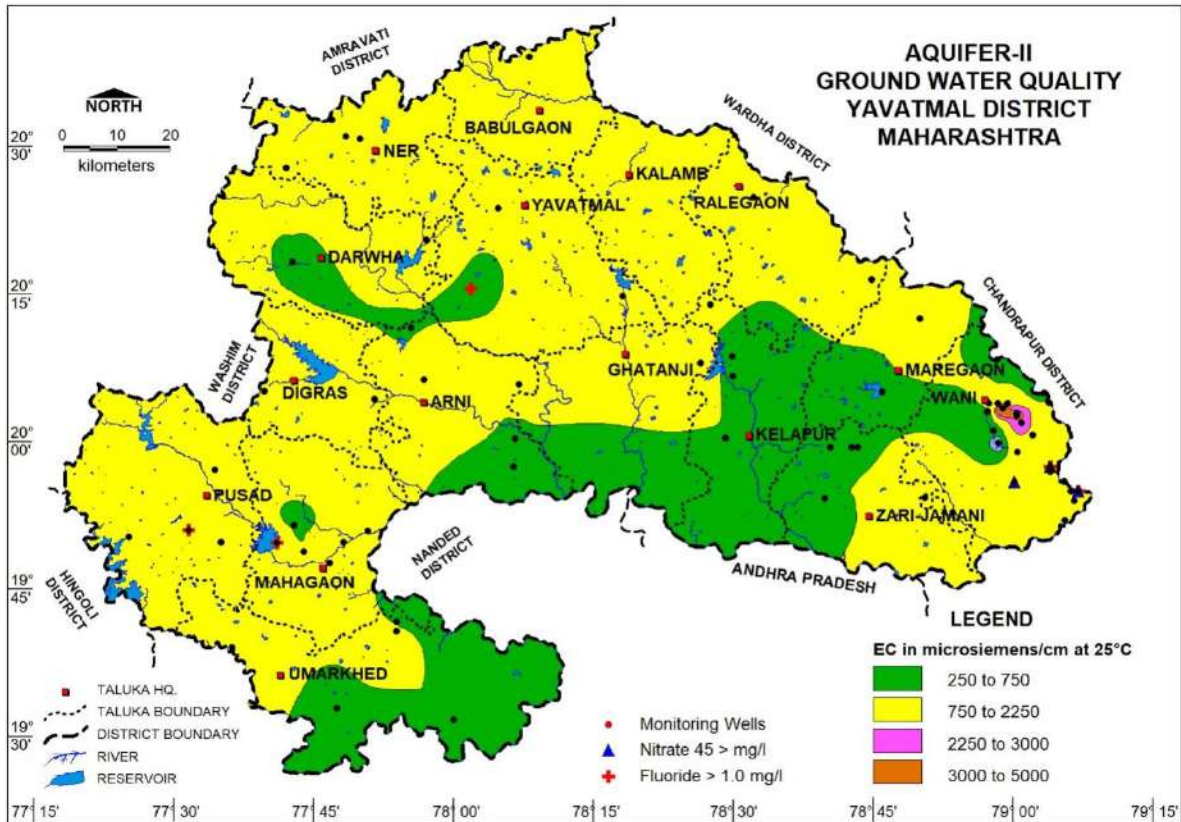 AQUIFER-II
GROUND WATER QUALITY
YAVATMAL DISTRICT
MAHARASHTRA
NORTH
0 10 20
kilometers
AMRAVATI
DISTRICT
WARDHA DISTRICT
CHANDRAPUR DISTRICT
WASHIM
DISTRICT
HINGOLI
DISTRICT
NANDED
DISTRICT
ANDHRA PRADESH
BABULGAON
NER
KALAMB
RALEGAON
YAVATMAL
DARWHA
GHATANJI
MAREGAON
WANI
DIGRAS
ARNI
KELAPUR
PUSAD
ZARI-JAMANI
MAHAGAON
UMARKHED
20°
30'
20°
15'
20°
00'
19°
45'
19°
30'
77° 15'
77° 30'
77° 45'
78° 00'
78° 15'
78° 30'
78° 45'
79° 00'
79° 15'
TALUKA HQ.
TALUKA BOUNDARY
DISTRICT BOUNDARY
RIVER
RESERVOIR
Monitoring Wells
Nitrate 45 > mg/l
Fluoride > 1.0 mg/l
LEGEND
EC in microsiemens/cm at 25°C
250 to 750
750 to 2250
2250 to 3000
3000 to 5000